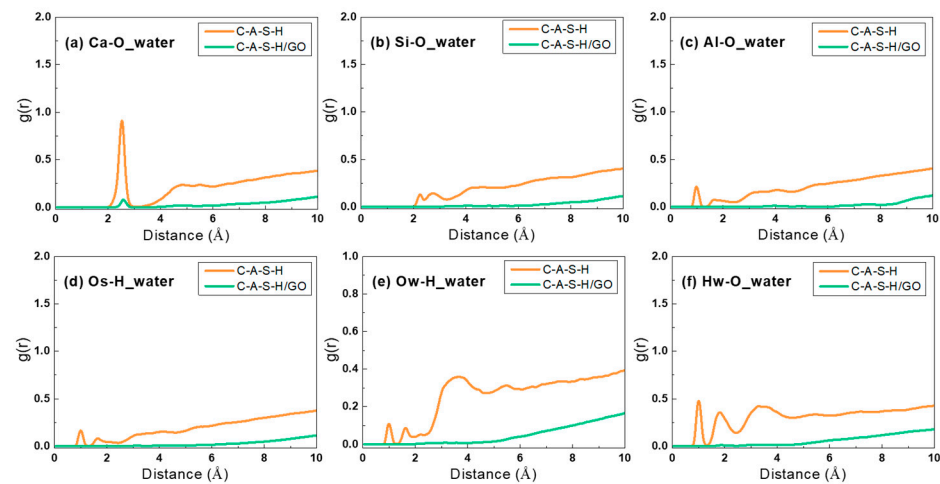 (a) Ca-O_water
C-A-S-H
C-A-S-H/GO
g(r)
2.0
1.5
1.0
0.5
0.0
0 2 4 6 8 10
Distance (Å)
(b) Si-O_water
C-A-S-H
C-A-S-H/GO
g(r)
2.0
1.5
1.0
0.5
0.0
0 2 4 6 8 10
Distance (Å)
(c) Al-O_water
C-A-S-H
C-A-S-H/GO
g(r)
2.0
1.5
1.0
0.5
0.0
0 2 4 6 8 10
Distance (Å)
(d) Os-H_water
C-A-S-H
C-A-S-H/GO
g(r)
2.0
1.5
1.0
0.5
0.0
0 2 4 6 8 10
Distance (Å)
(e) Ow-H_water
C-A-S-H
C-A-S-H/GO
g(r)
1.0
0.8
0.6
0.4
0.2
0.0
0 2 4 6 8 10
Distance (Å)
(f) Hw-O_water
C-A-S-H
C-A-S-H/GO
g(r)
2.0
1.5
1.0
0.5
0.0
0 2 4 6 8 10
Distance (Å)